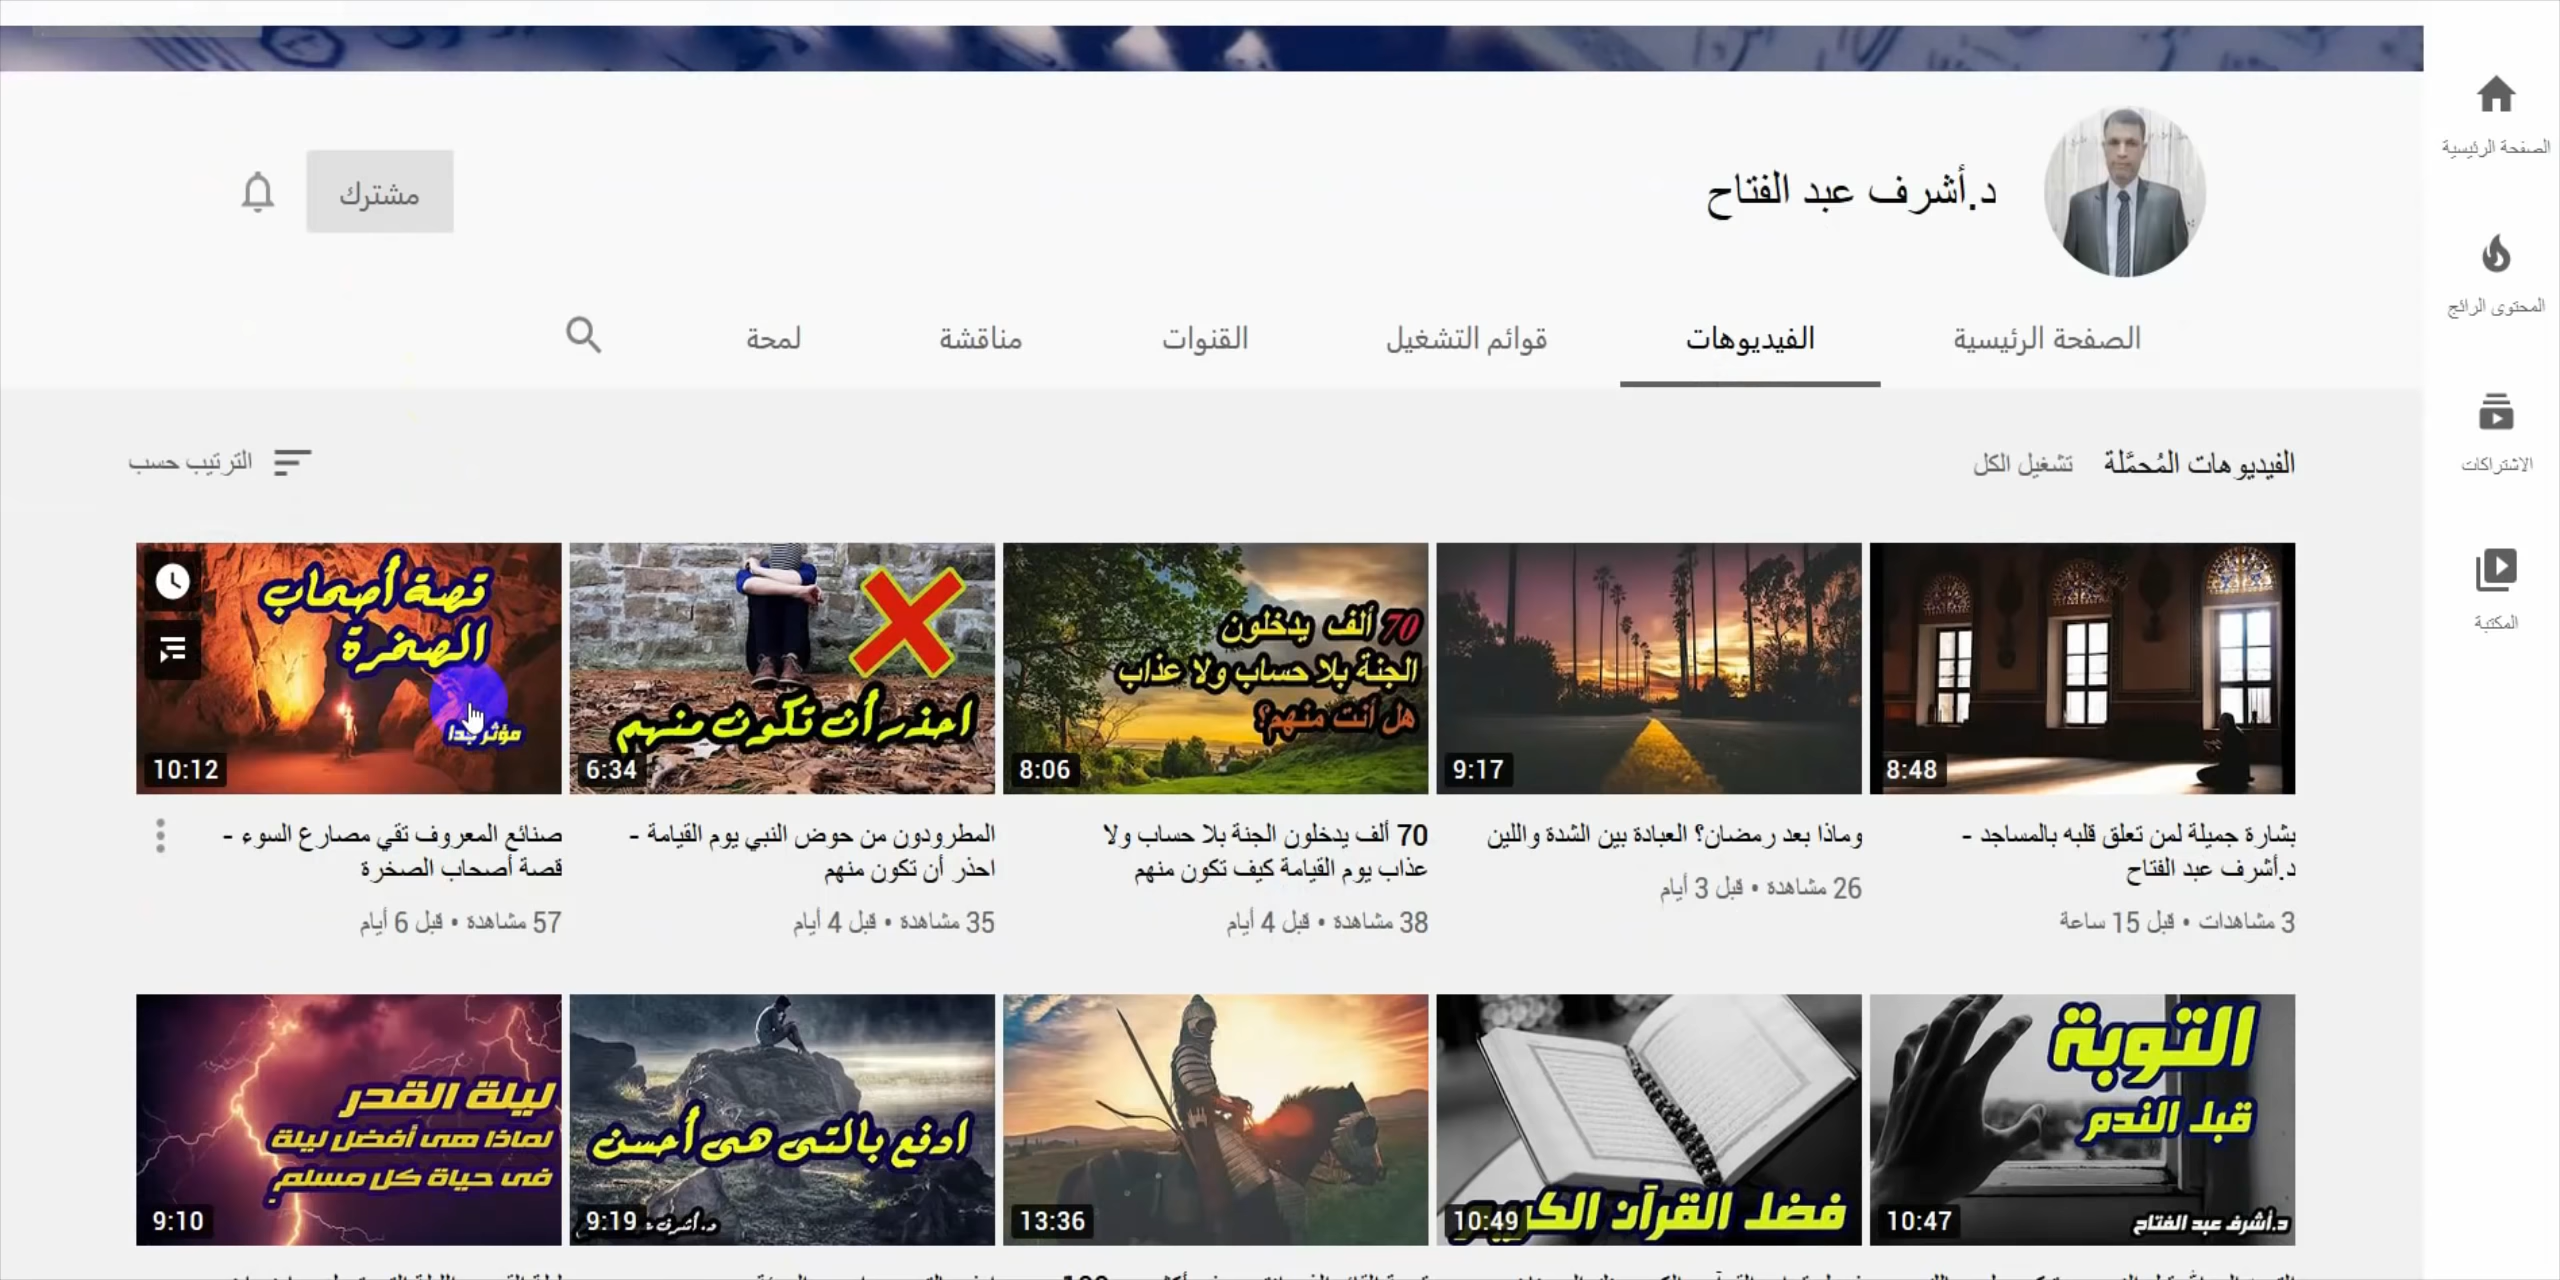 الصفحة الرئيسية
المحتوى الرائج
الاشتراكات
المكتبة
د.أشرف عبد الفتاح
مشترك
الصفحة الرئيسية
الفيديوهات
قوائم التشغيل
القنوات
مناقشة
لمحة
الفيديوهات المُحمَّلة
تشغيل الكل
الترتيب حسب
8:48
بشارة جميلة لمن تعلق قلبه بالمساجد -
د.أشرف عبد الفتاح
3 مشاهدات • قبل 15 ساعة
9:17
وماذا بعد رمضان؟ العبادة بين الشدة واللين
26 مشاهدة • قبل 3 أيام
70 ألف يدخلون
الجنة بلا حساب ولا عذاب
هل أنت منهم؟
8:06
70 ألف يدخلون الجنة بلا حساب ولا
عذاب يوم القيامة كيف تكون منهم
38 مشاهدة • قبل 4 أيام
احذر أن تكون منهم
6:34
المطرودون من حوض النبي يوم القيامة -
احذر أن تكون منهم
35 مشاهدة • قبل 4 أيام
قصة أصحاب
الصخرة
مؤثر
10:12
صنائع المعروف تقي مصارع السوء -
قصة أصحاب الصخرة
57 مشاهدة • قبل 6 أيام
التوبة
قبل الندم
د.أشرف عبد الفتاح
10:47
فضل القرآن
10:49
13:36
ادفع بالتى هى أحسن
د.أشرف
9:19
ليلة القدر
لماذا هى أفضل ليلة
فى حياة كل مسلم
9:10